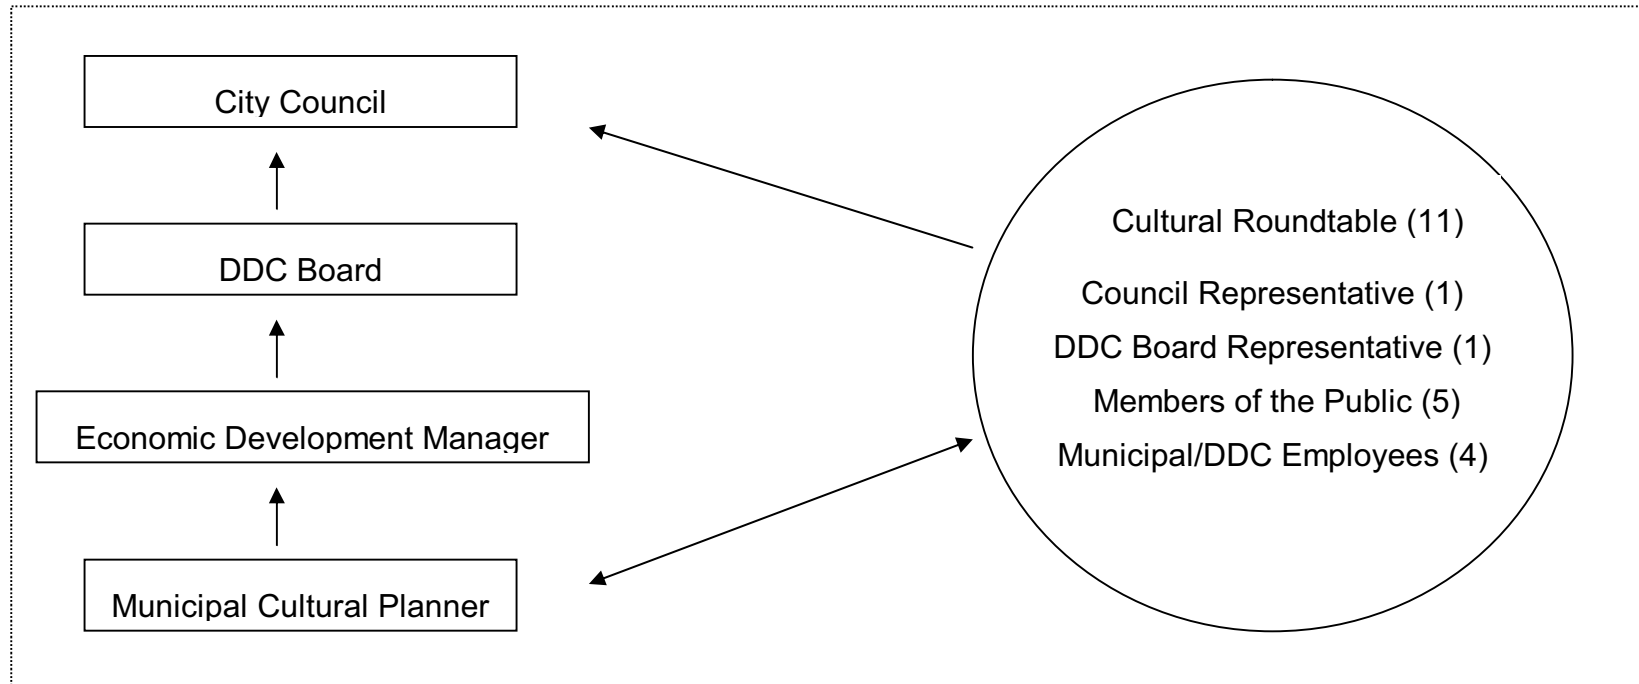 City Council
DDC Board
Economic Development Manager
Municipal Cultural Planner
Cultural Roundtable (11)
Council Representative (1)
DDC Board Representative (1)
Members of the Public (5)
Municipal/DDC Employees (4)